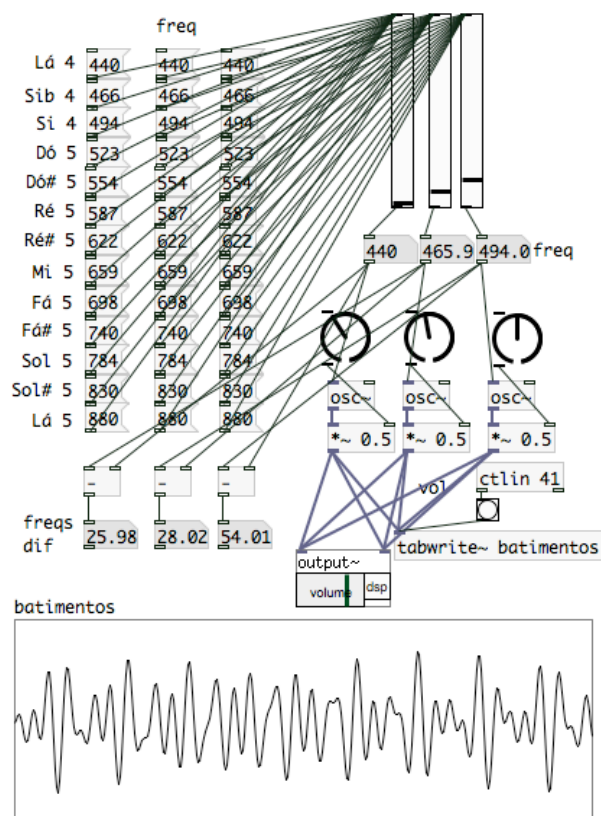 freq
Lá 4 440 440 440
Sib 4 466 466 466
Si 4 494 494 494
Dó 5 523 523 523
Dó# 5 554 554 554
Ré 5 587 587 587
Ré# 5 622 622 622
Mi 5 659 659 659
Fá 5 698 698 698
Fá# 5 740 740 740
Sol 5 784 784 784
Sol# 5 830 830 830
Lá 5 880 880 880
440 465.9 494.0 freq
osc~ osc~ osc~
*~ 0.5 *~ 0.5 *~ 0.5
- - -
vol ctlin 41
freqs
dif 25.98 28.02 54.01
tabwrite~ batimentos
output~
volume dsp
batimentos